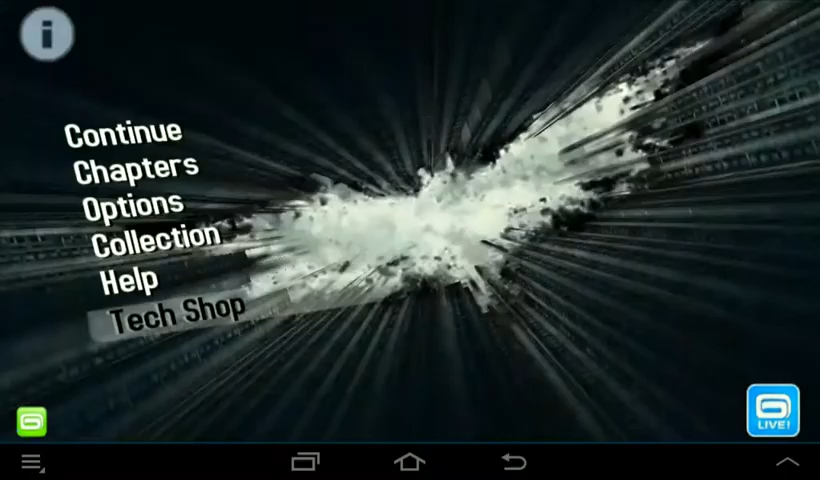 i
Continue
Chapters
Options
Collection
Help
Tech Shop
LIVE!